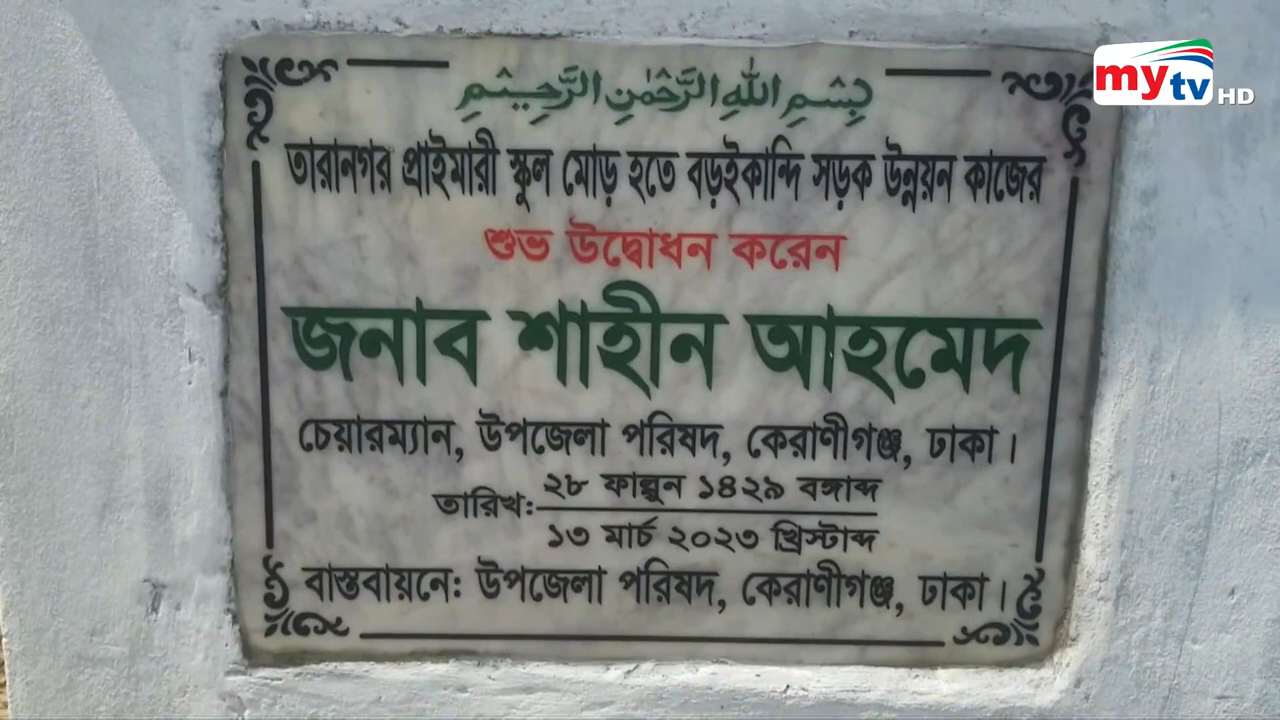 بِسْمِ اللهِ الرَّحْمٰنِ الرَّحِيْمِ
my tv HD
তারানগর প্রাইমারী স্কুল মোড় হতে বড়ইকান্দি সড়ক উন্নয়ন কাজের
শুভ উদ্বোধন করেন
জনাব শাহীন আহমেদ
চেয়ারম্যান, উপজেলা পরিষদ, কেরাণীগঞ্জ, ঢাকা।
তারিখ: ২৮ ফাল্গুন ১৪২৯ বঙ্গাব্দ
১৩ মার্চ ২০২৩ খ্রিস্টাব্দ
বাস্তবায়নে: উপজেলা পরিষদ, কেরাণীগঞ্জ, ঢাকা।